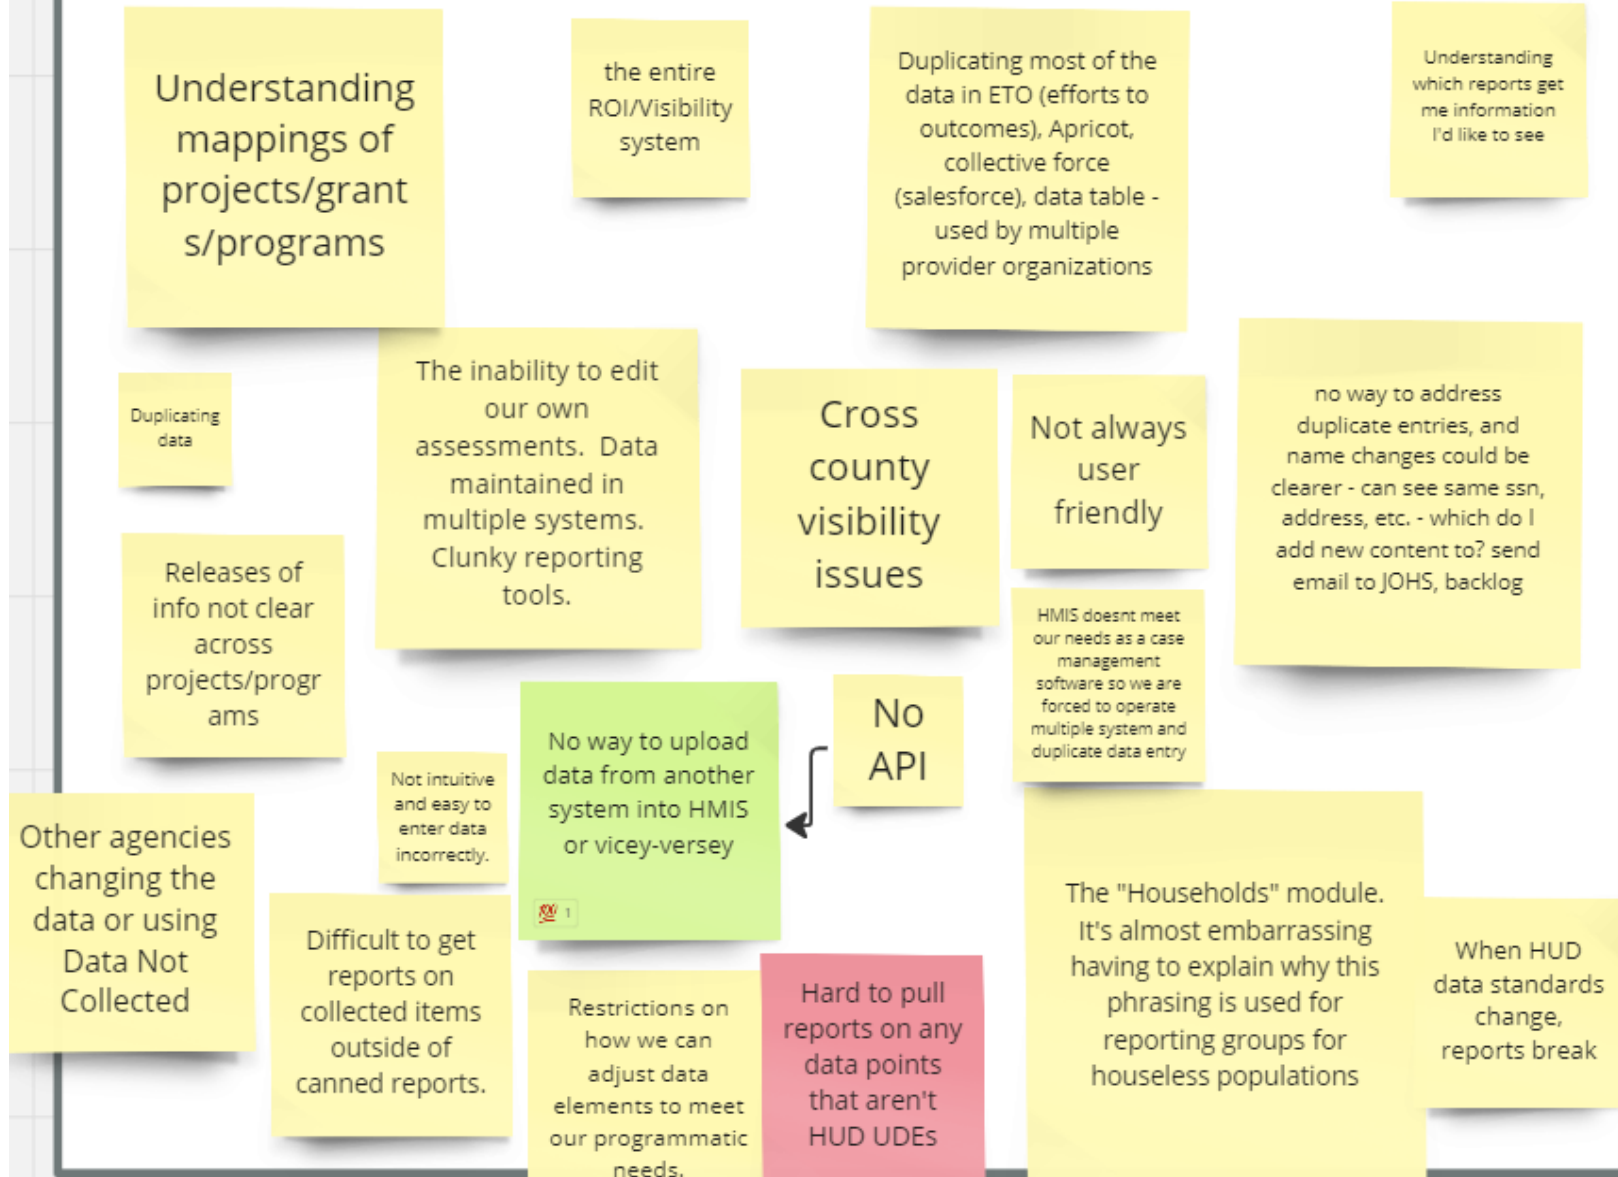 Understanding
mappings of
projects/grant
s/programs
the entire
ROI/Visibility
system
Duplicating most of the
data in ETO (efforts to
outcomes), Apricot,
collective force
(salesforce), data table -
used by multiple
provider organizations
Understanding
which reports get
me information
I'd like to see
Duplicating
data
The inability to edit
our own
assessments. Data
maintained in
multiple systems.
Clunky reporting
tools.
Cross
county
visibility
issues
Not always
user
friendly
no way to address
duplicate entries, and
name changes could be
clearer - can see same ssn,
address, etc. - which do I
add new content to? send
email to JOHS, backlog
Releases of
info not clear
across
projects/progr
ams
HMIS doesnt meet
our needs as a case
management
software so we are
forced to operate
multiple system and
duplicate data entry
No way to upload
data from another
system into HMIS
or vicey-versey
100 1
No
API
Not intuitive
and easy to
enter data
incorrectly.
Other agencies
changing the
data or using
Data Not
Collected
Difficult to get
reports on
collected items
outside of
canned reports.
Restrictions on
how we can
adjust data
elements to meet
our programmatic
needs.
Hard to pull
reports on any
data points
that aren't
HUD UDEs
The "Households" module.
It's almost embarrassing
having to explain why this
phrasing is used for
reporting groups for
houseless populations
When HUD
data standards
change,
reports break